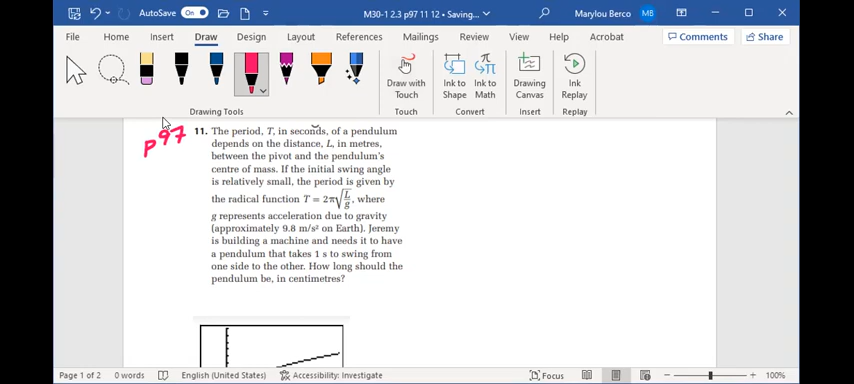 AutoSave On M30-1 2.3 p97 11 12 - Saving... Marylou Berco MB
File Home Insert Draw Design Layout References Mailings Review View Help Acrobat Comments Share
Draw with Touch Ink to Shape Ink to Math Drawing Canvas Ink Replay
Drawing Tools Touch Convert Insert Replay
p97
11. The period, T, in seconds, of a pendulum
depends on the distance, L, in metres,
between the pivot and the pendulum's
centre of mass. If the initial swing angle
is relatively small, the period is given by
the radical function T = 2π√(L/g), where
g represents acceleration due to gravity
(approximately 9.8 m/s² on Earth). Jeremy
is building a machine and needs it to have
a pendulum that takes 1 s to swing from
one side to the other. How long should the
pendulum be, in centimetres?
Page 1 of 2 0 words English (United States) Accessibility: Investigate Focus 100%